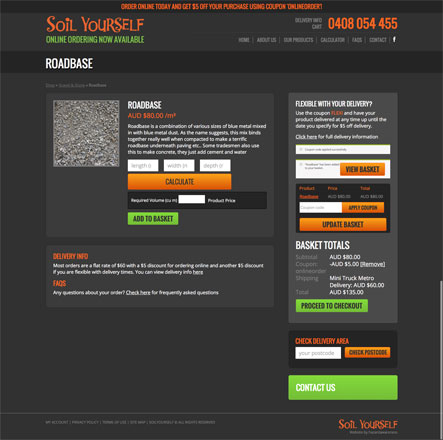 ORDER ONLINE TODAY AND GET $5 OFF YOUR PURCHASE USING COUPON 'ONLINEORDER'!
SOIL YOURSELF
ONLINE ORDERING NOW AVAILABLE
DELIVERY INFO
CART
0408 054 455
HOME | ABOUT US | OUR PRODUCTS | CALCULATOR | FAQS | CONTACT | f
ROADBASE
Roadbase
ROADBASE
AUD $80.00 /m³
Roadbase is a combination of various sizes of blue metal mixed
in with blue metal dust. As the name suggests, this mix binds
together really well when compacted to make a terrific
roadbase underneath paving etc.. Some tradesmen also use
this to make concrete, they just add cement and water
length (m
width (m
depth (m
CALCULATE
Required Volume (cu m)
Product Price
ADD TO BASKET
DELIVERY INFO
Most orders are a flat rate of $60 with a $5 discount for ordering online and another $5 discount
if you are flexible with delivery times. You can view delivery info here
FAQS
Any questions about your order? Check here for frequently asked questions
FLEXIBLE WITH YOUR DELIVERY?
Use the coupon FLEXI and have your
product delivered at any time up until the date you
specify for $5 off delivery.
Click here for full delivery information
Coupon code applied successfully.
VIEW BASKET
Product Price Total
Roadbase AUD $80.00 AUD $80.00
Coupon code
APPLY COUPON
UPDATE BASKET
BASKET TOTALS
Subtotal AUD $80.00
Coupon: -AUD $5.00 [Remove]
onlineorder
Shipping Mini Truck Metro
Delivery: AUD $60.00
Total AUD $135.00
PROCEED TO CHECKOUT
CHECK DELIVERY AREA
your postcode
CHECK POSTCODE
CONTACT US
MY ACCOUNT | PRIVACY POLICY | TERMS OF USE | SITE MAP | SOILYOURSELF © ALL RIGHTS RESERVED
SOIL YOURSELF